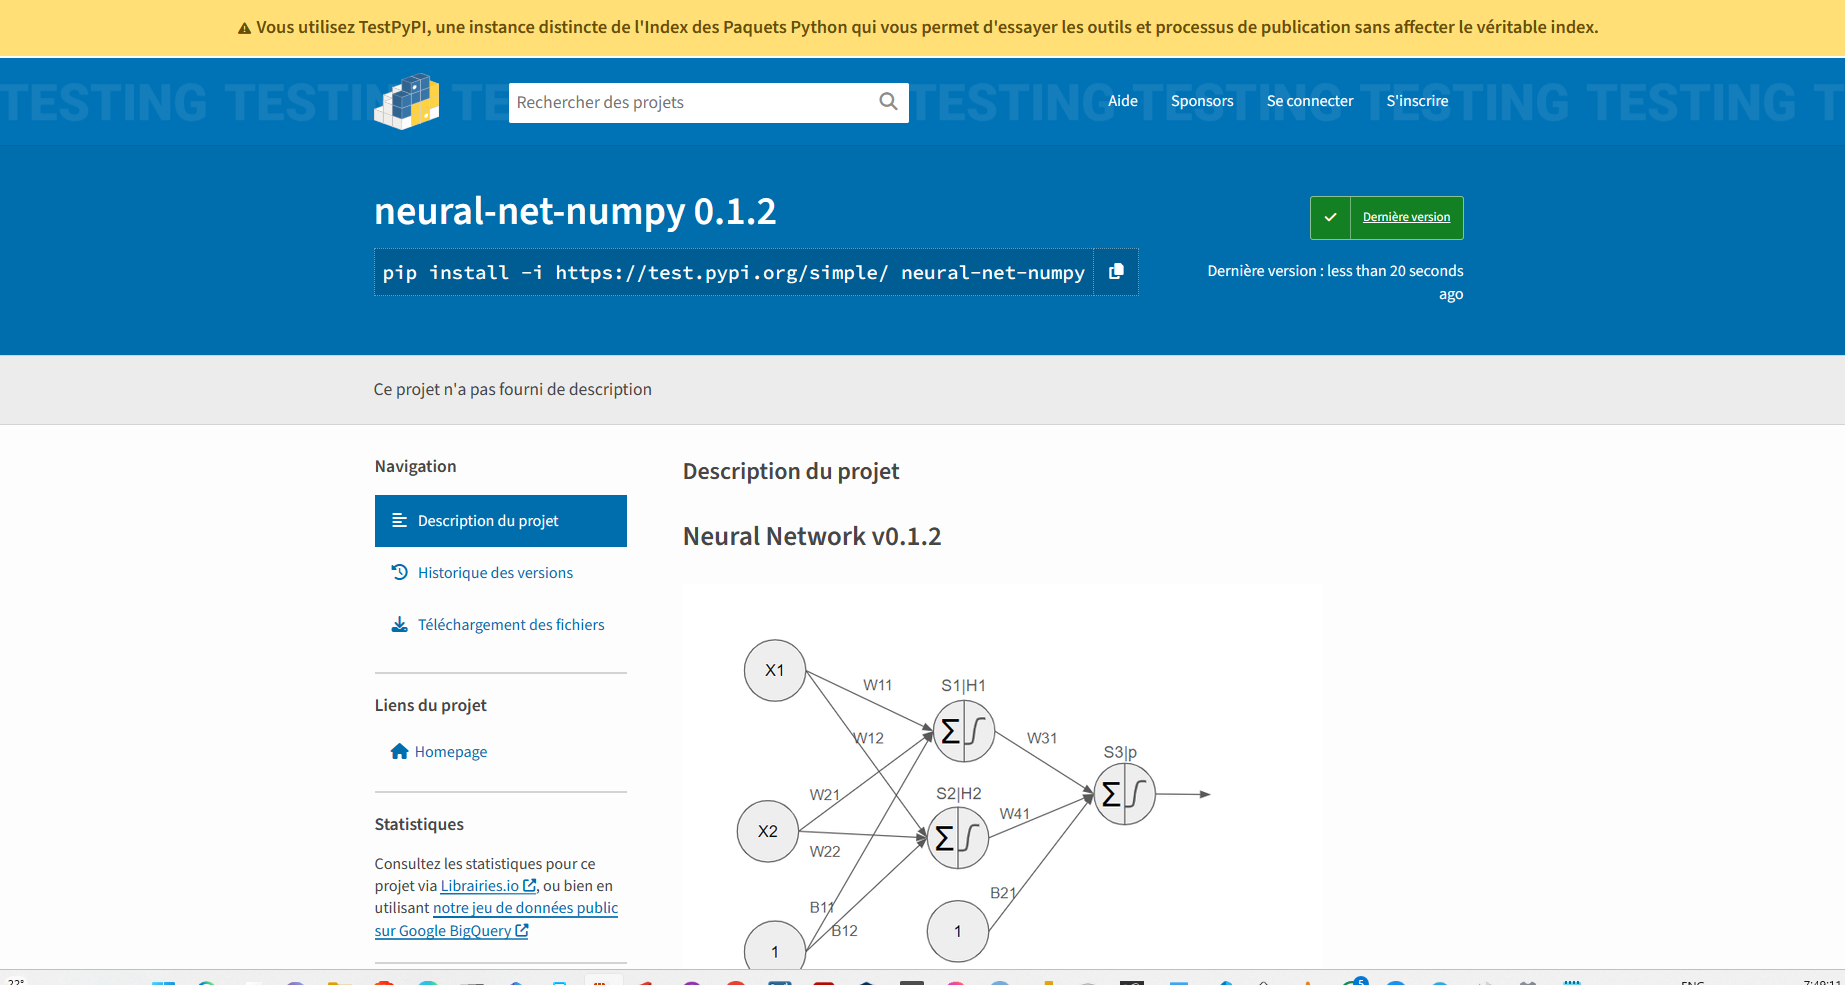 Vous utilisez TestPyPI, une instance distincte de l'Index des Paquets Python qui vous permet d'essayer les outils et processus de publication sans affecter le véritable index.
TESTING TESTING TESTING TESTING TESTING TESTING
Rechercher des projets
Aide
Sponsors
Se connecter
S'inscrire
neural-net-numpy 0.1.2
Dernière version
pip install -i https://test.pypi.org/simple/ neural-net-numpy
Dernière version : less than 20 seconds
ago
Ce projet n'a pas fourni de description
Navigation
Description du projet
Historique des versions
Téléchargement des fichiers
Liens du projet
Homepage
Statistiques
Consultez les statistiques pour ce
projet via Librairies.io, ou bien en
utilisant notre jeu de données public
sur Google BigQuery
Description du projet
Neural Network v0.1.2
X1
W11
S1|H1
Σ
W12
W31
S3|p
Σ
W21
S2|H2
W41
X2
Σ
W22
B21
B11
B12
1
1
5